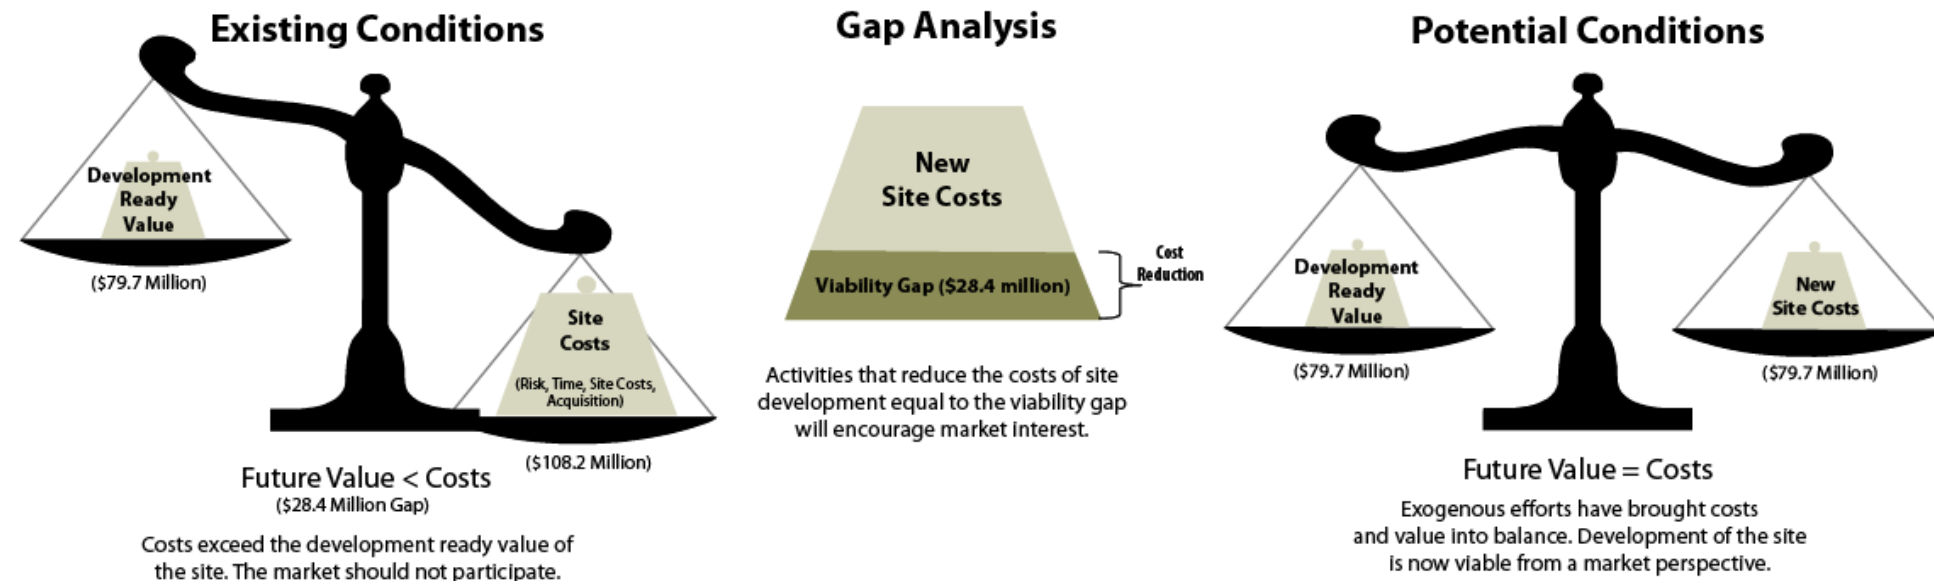 Existing Conditions
Development
Ready
Value
($79.7 Million)
Site
Costs
(Risk, Time, Site Costs,
Acquisition)
($108.2 Million)
Future Value < Costs
($28.4 Million Gap)
Costs exceed the development ready value of
the site. The market should not participate.
Gap Analysis
New
Site Costs
Viability Gap ($28.4 million)
Cost
Reduction
Activities that reduce the costs of site
development equal to the viability gap
will encourage market interest.
Potential Conditions
Development
Ready
Value
($79.7 Million)
New
Site Costs
($79.7 Million)
Future Value = Costs
Exogenous efforts have brought costs
and value into balance. Development of the site
is now viable from a market perspective.